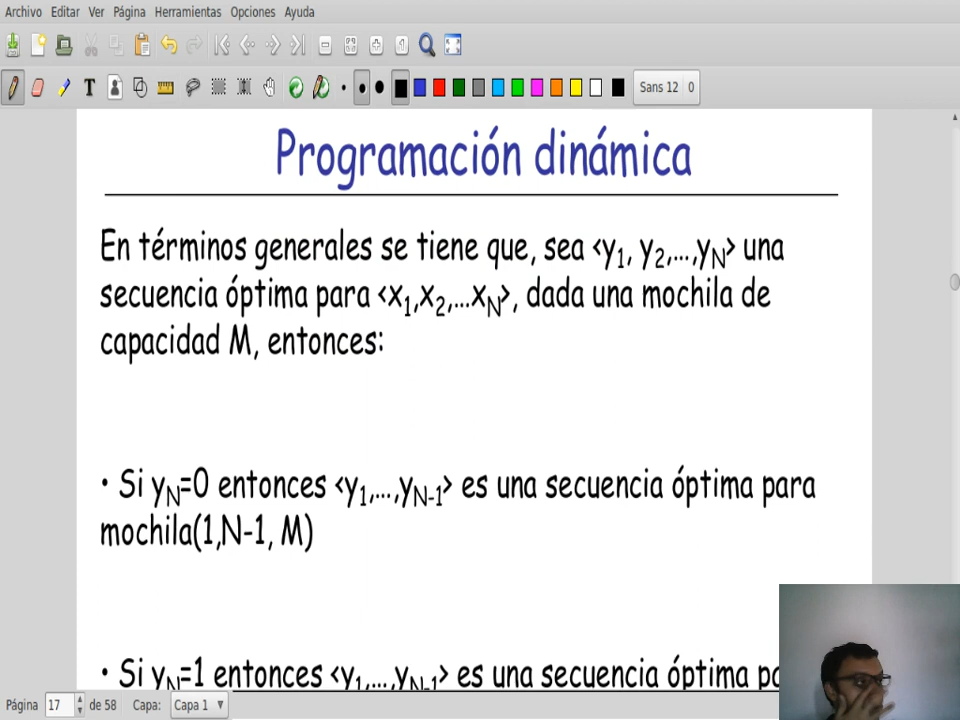 Archivo Editar Ver Página Herramientas Opciones Ayuda
T
Sans 12 0
Programación dinámica
En términos generales se tiene que, sea <y1, y2,...,yN> una
secuencia óptima para <x1,x2,...xN>, dada una mochila de
capacidad M, entonces:
• Si yN=0 entonces <y1,...,yN-1> es una secuencia óptima para
mochila(1,N-1, M)
• Si yN=1 entonces <y1,...,yN-1> es una secuencia óptima
Página 17 de 58 Capa: Capa 1